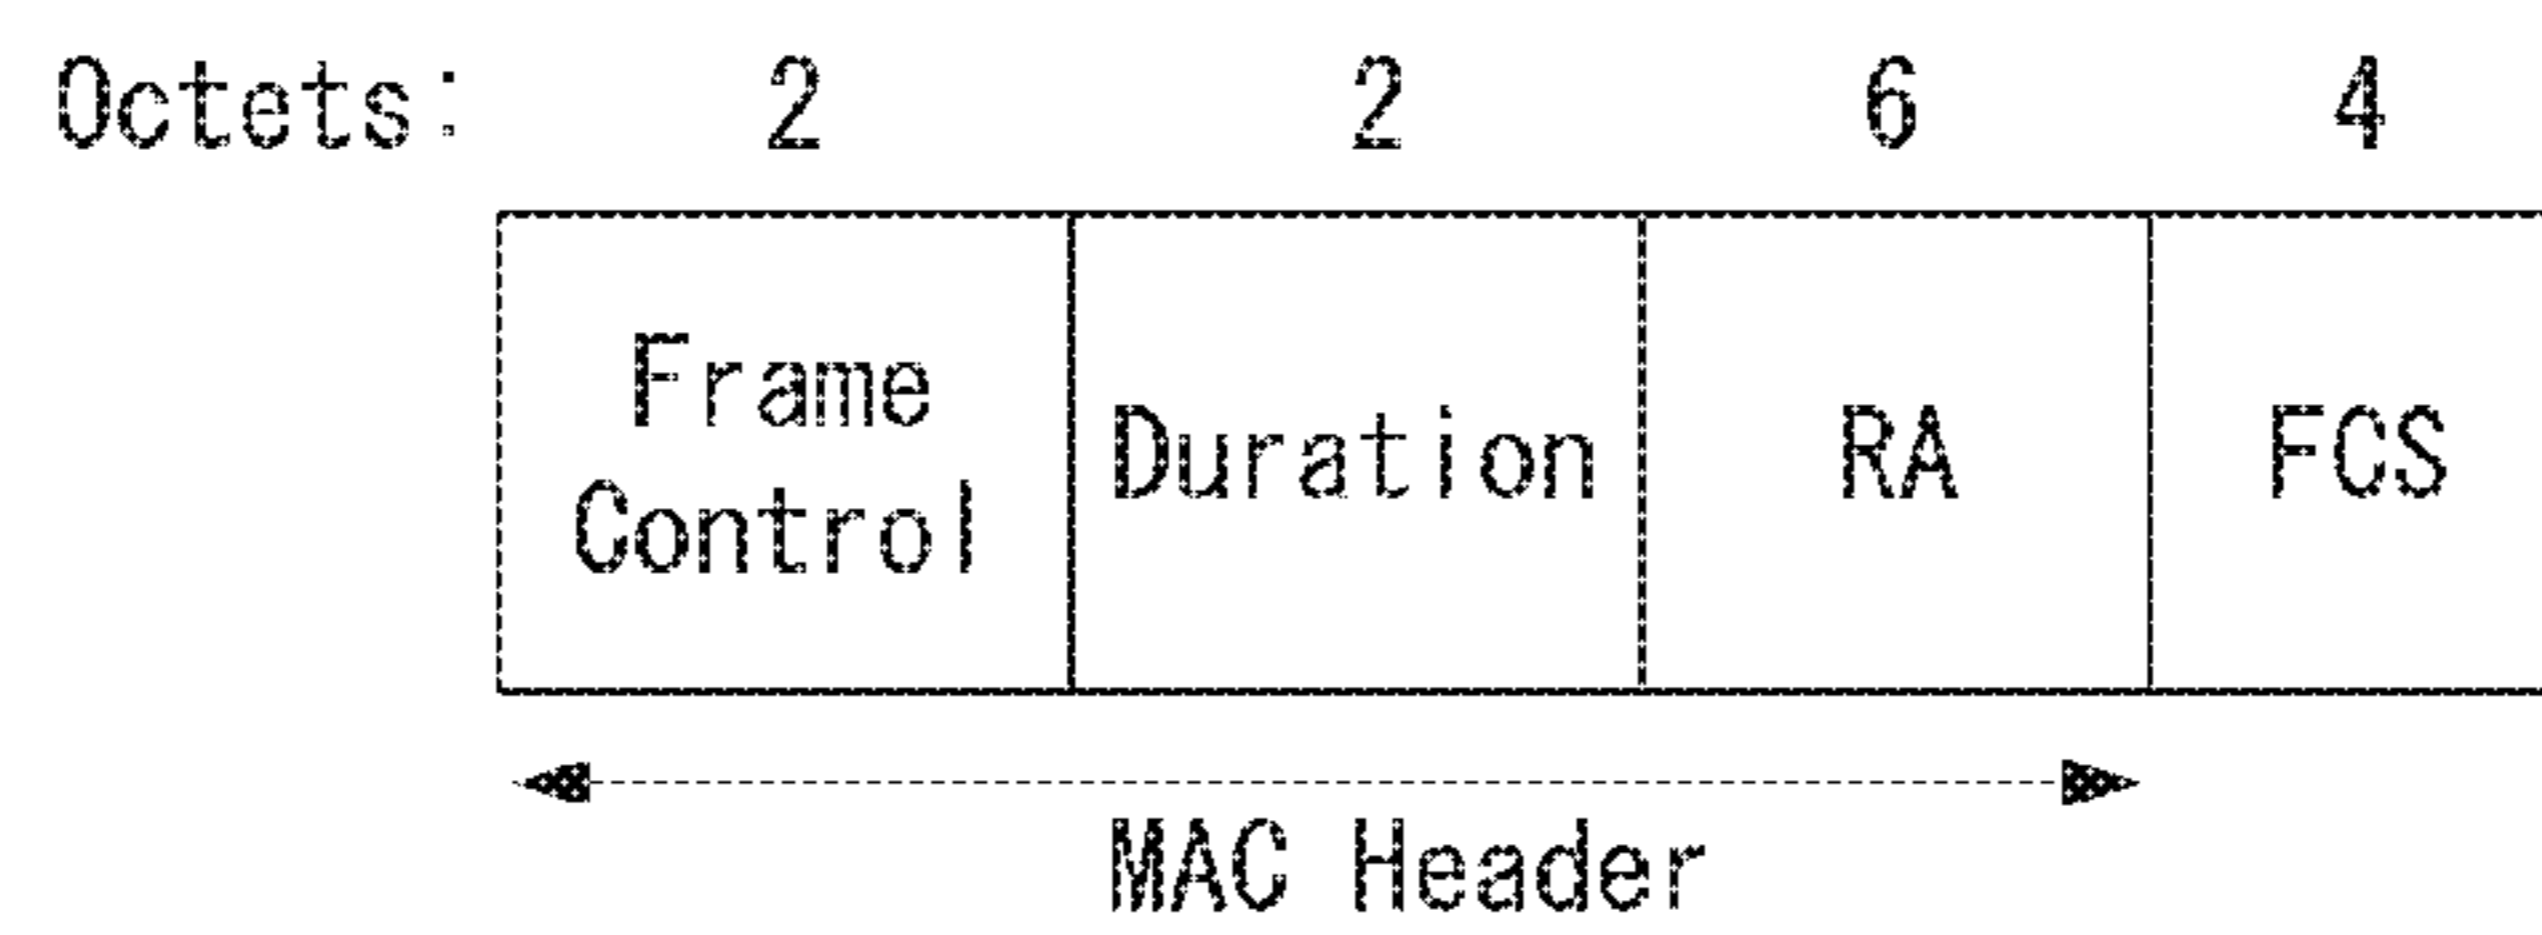 Octets: 2 2 6 4
Frame Control
Duration
RA
FCS
MAC Header